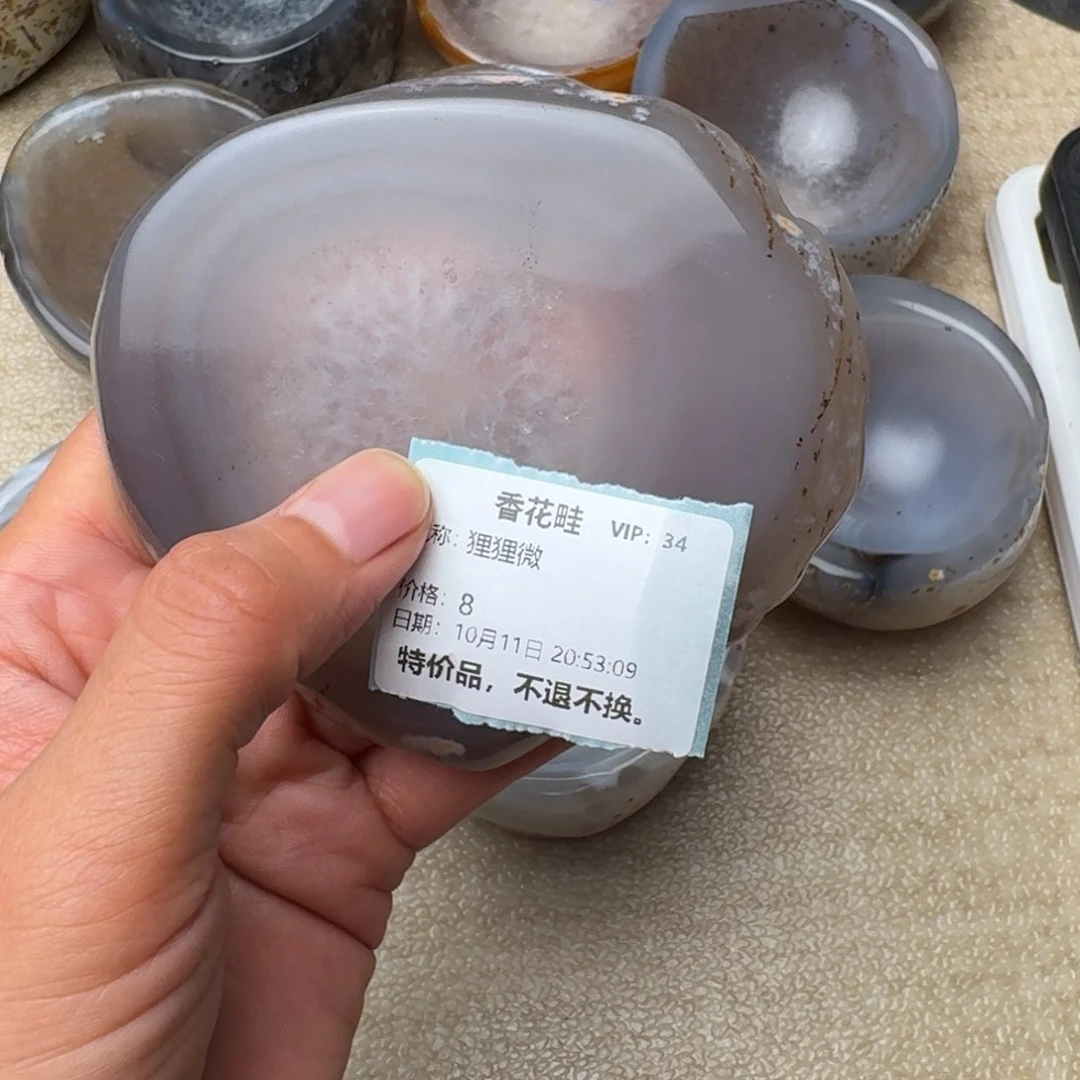 香花畦 VIP: 34
称: 狸狸微
价格: 8
日期: 10月11日 20:53:09
特价品，不退不换。